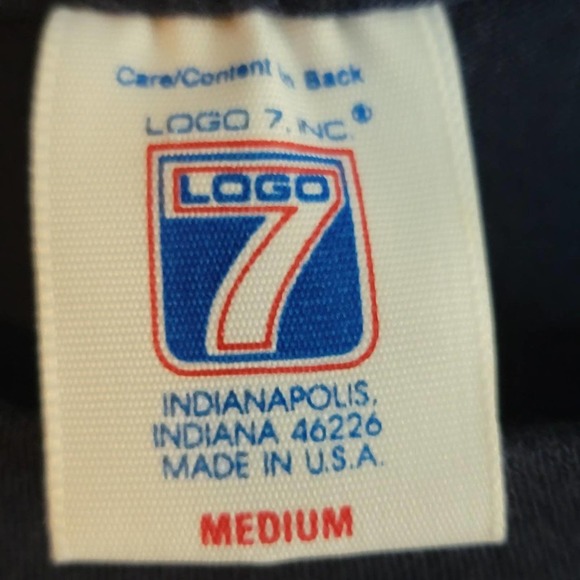 Care/Content in Back
LOGO 7, INC.®
LOGO
7
INDIANAPOLIS,
INDIANA 46226
MADE IN U.S.A.
MEDIUM